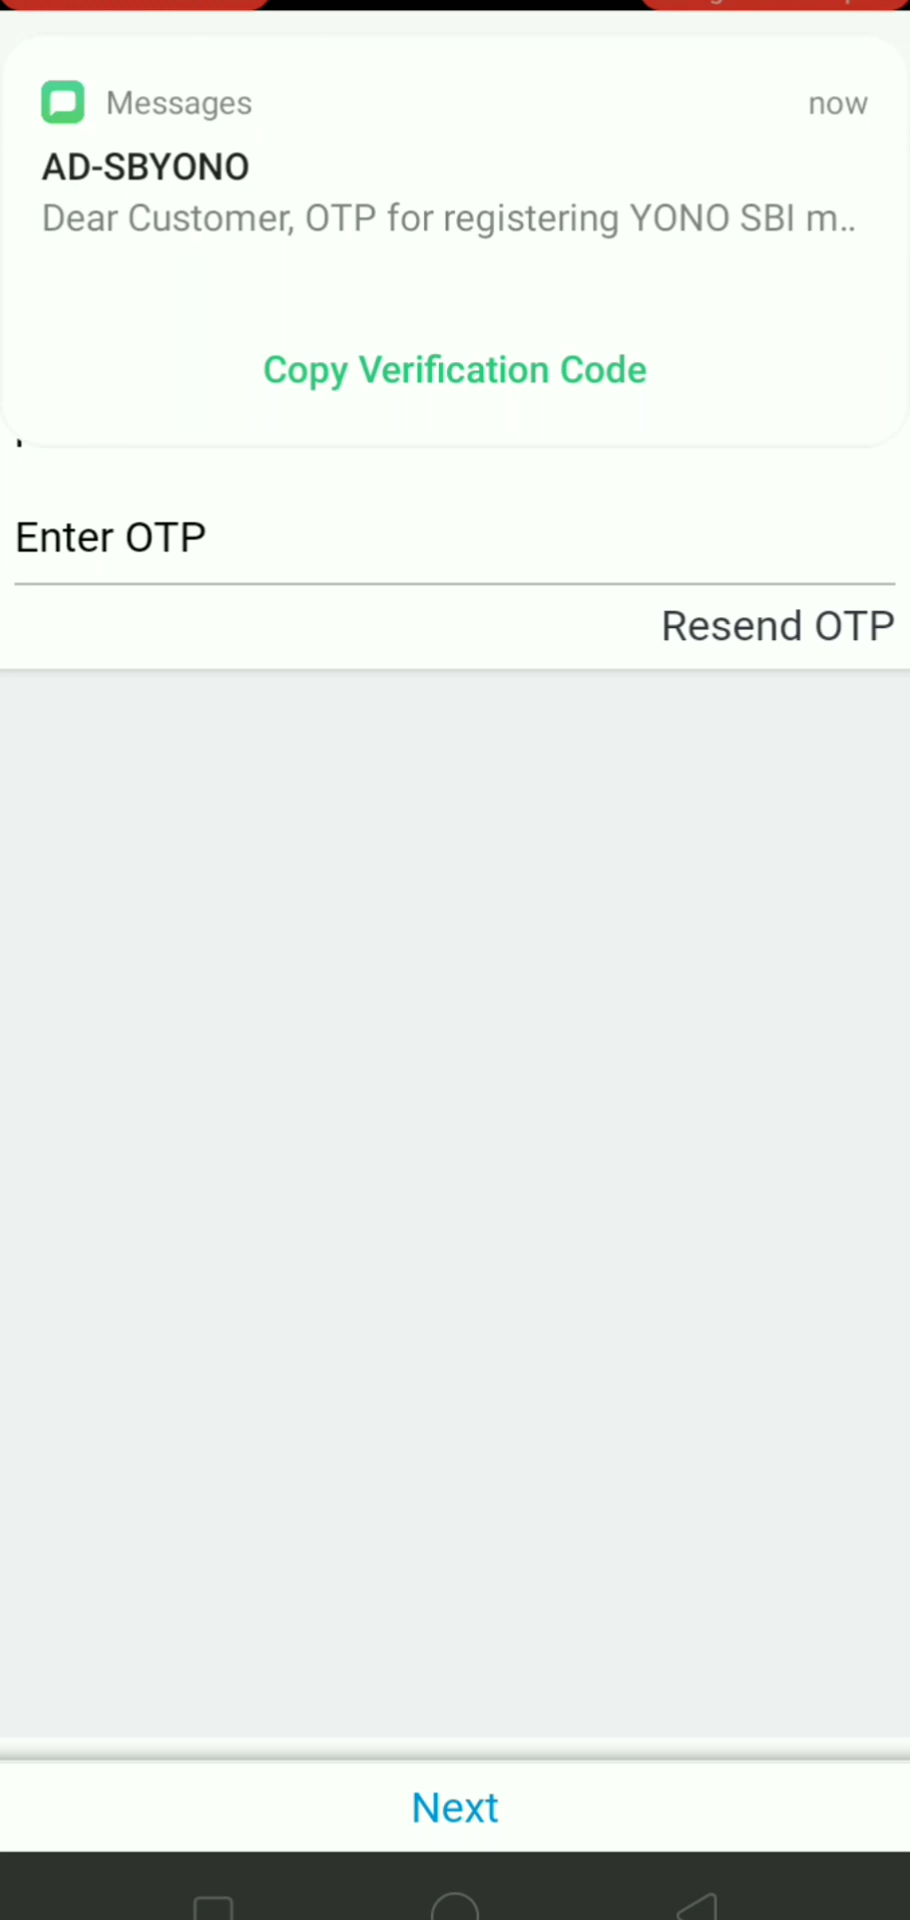 Messages now
AD-SBYONO
Dear Customer, OTP for registering YONO SBI m..
Copy Verification Code
Enter OTP
Resend OTP
Next